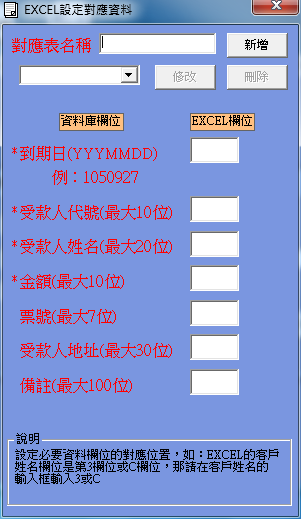 EXCEL設定對應資料
對應表名稱
新增
修改
刪除
資料庫欄位
EXCEL欄位
*到期日(YYYMMDD)
例：1050927
*受款人代號(最大10位)
*受款人姓名(最大20位)
*金額(最大10位)
票號(最大7位)
受款人地址(最大30位)
備註(最大100位)
說明
設定必要資料欄位的對應位置，如：EXCEL的客戶
姓名欄位是第3欄位或C欄位，那請在客戶姓名的
輸入框輸入3或C